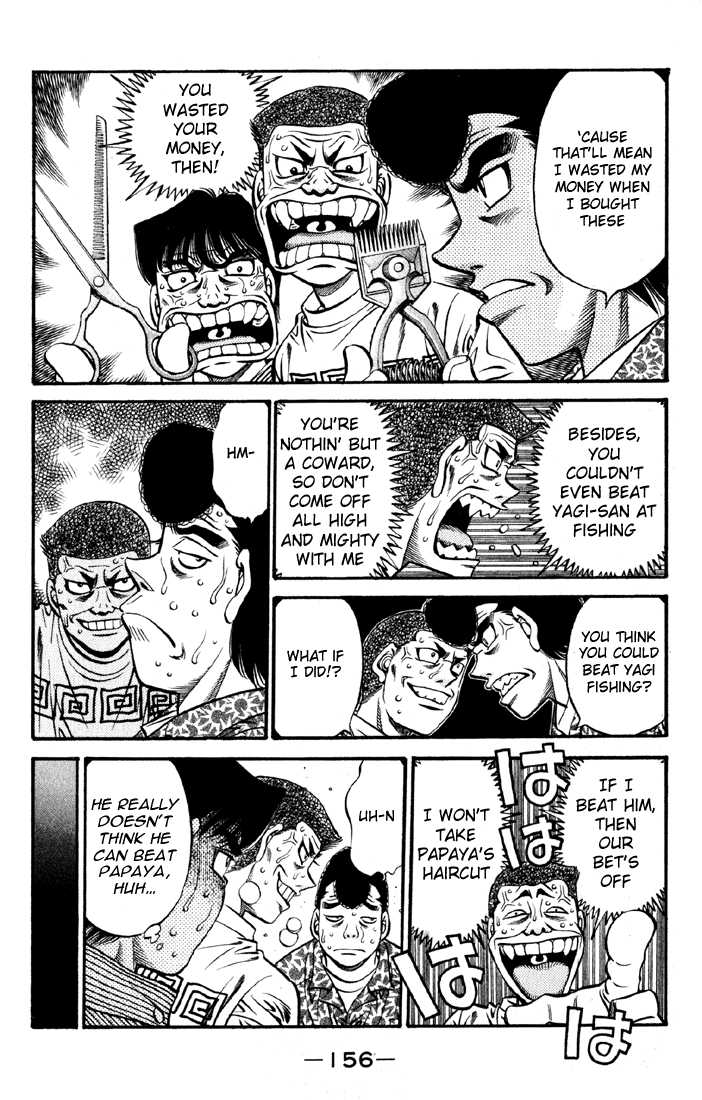 'CAUSE
THAT'LL MEAN
I WASTED MY
MONEY WHEN
I BOUGHT
THESE
YOU
WASTED
YOUR
MONEY,
THEN!
BESIDES,
YOU
COULDN'T
EVEN BEAT
YAGI-SAN AT
FISHING
YOU'RE
NOTHIN' BUT
A COWARD,
SO DON'T
COME OFF
ALL HIGH
AND MIGHTY
WITH ME
HM-
YOU THINK
YOU COULD
BEAT YAGI
FISHING?
WHAT IF
I DID!?
IF I
BEAT HIM,
THEN
OUR
BET'S
OFF
はは
はは
I WON'T
TAKE
PAPAYA'S
HAIRCUT
UH-N
HE REALLY
DOESN'T
THINK HE
CAN BEAT
PAPAYA,
HUH...
—156—